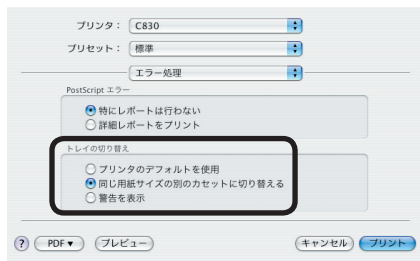 プリンタ： C830
プリセット： 標準
エラー処理
PostScript エラー
特にレポートは行わない
詳細レポートをプリント
トレイの切り替え
プリンタのデフォルトを使用
同じ用紙サイズの別のカセットに切り替える
警告を表示
? PDF▼ プレビュー キャンセル プリント